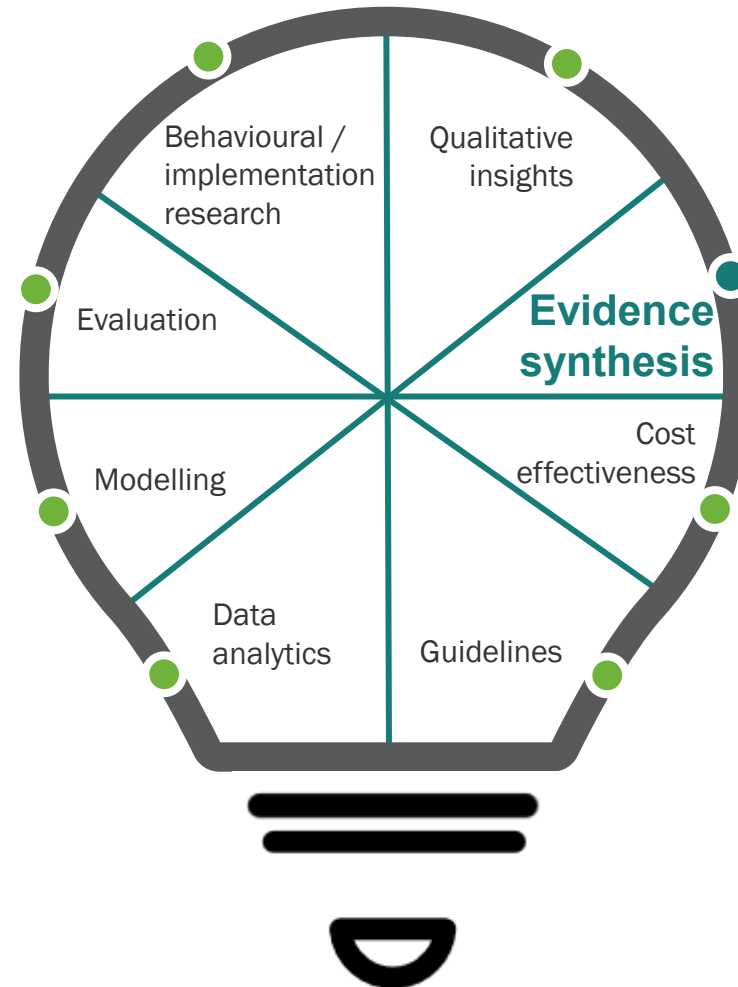 Behavioural /
implementation
research
Qualitative
insights
Evaluation
Evidence
synthesis
Modelling
Cost
effectiveness
Data
analytics
Guidelines